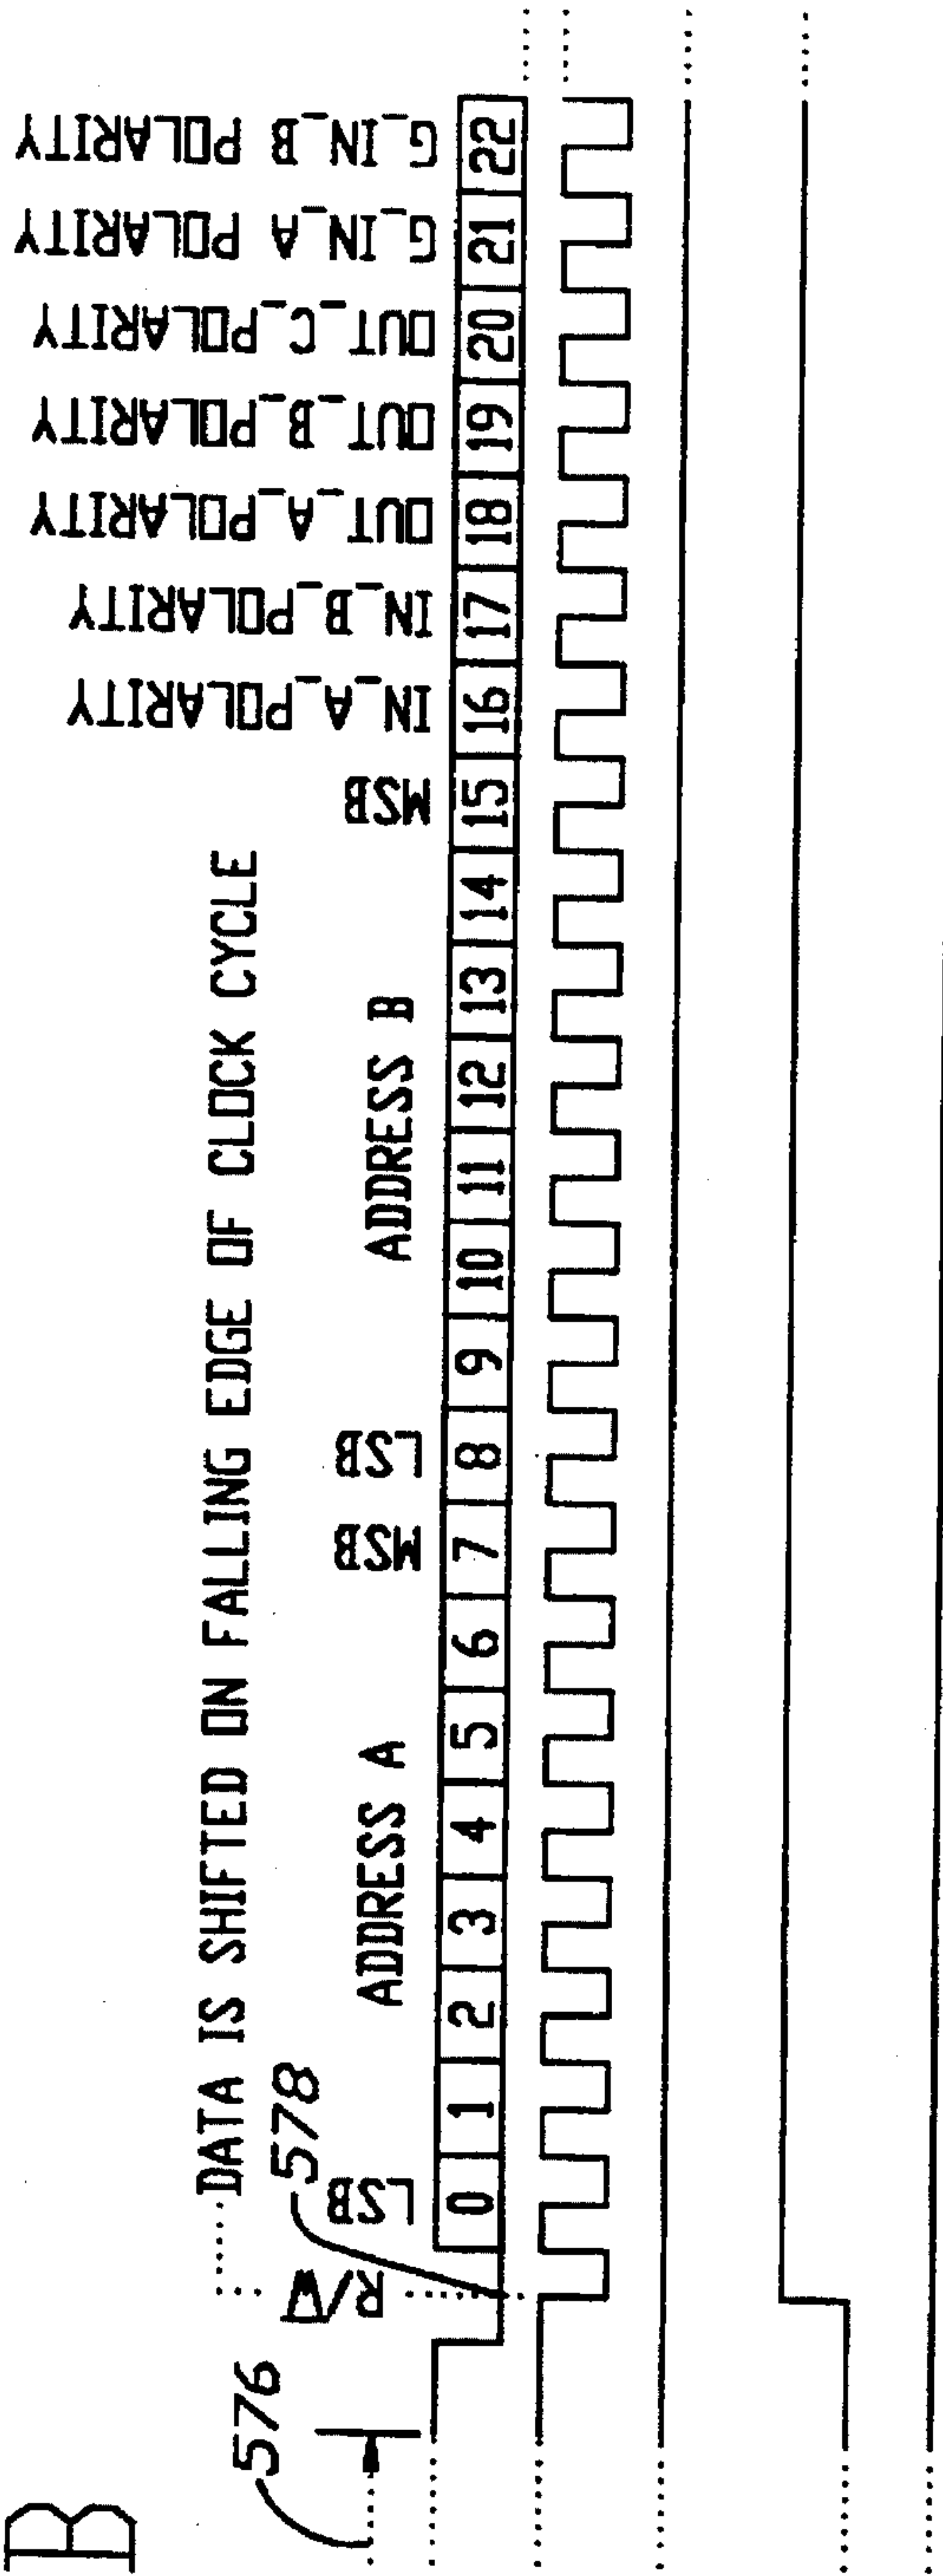 B
576
R/W
578
DATA IS SHIFTED ON FALLING EDGE OF CLOCK CYCLE
LSB
ADDRESS A
MSB
LSB
ADDRESS B
MSB
IN_A_POLARITY
IN_B_POLARITY
OUT_A_POLARITY
OUT_B_POLARITY
OUT_C_POLARITY
G_IN_A POLARITY
G_IN_B POLARITY
0 1 2 3 4 5 6 7 8 9 10 11 12 13 14 15 16 17 18 19 20 21 22